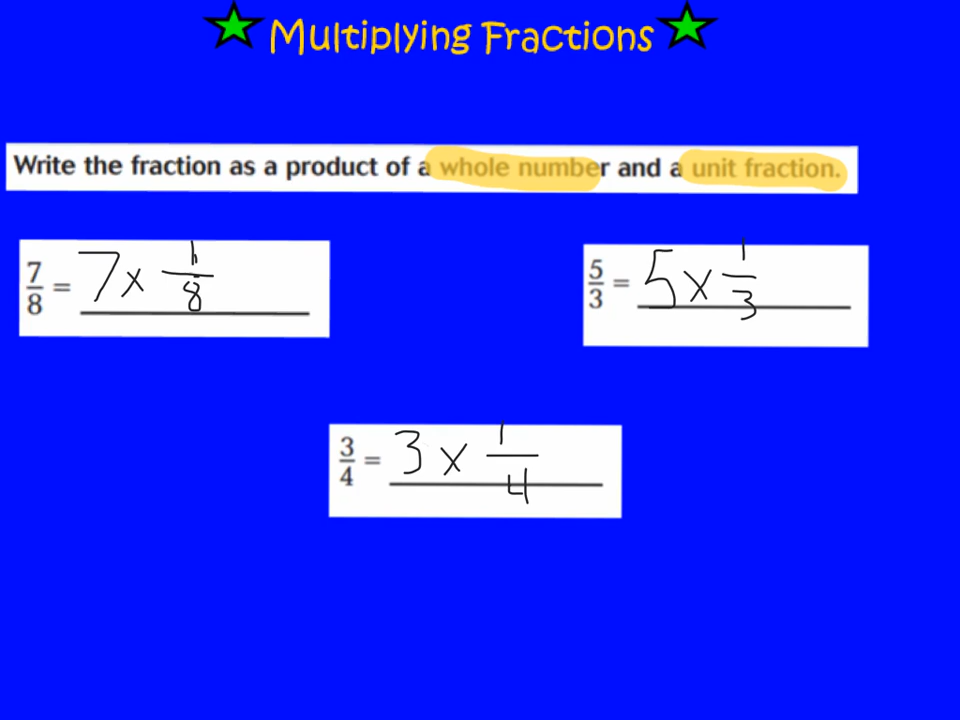 Multiplying Fractions
Write the fraction as a product of a whole number and a unit fraction.
7/8 = 7 x 1/8
5/3 = 5 x 1/3
3/4 = 3 x 1/4